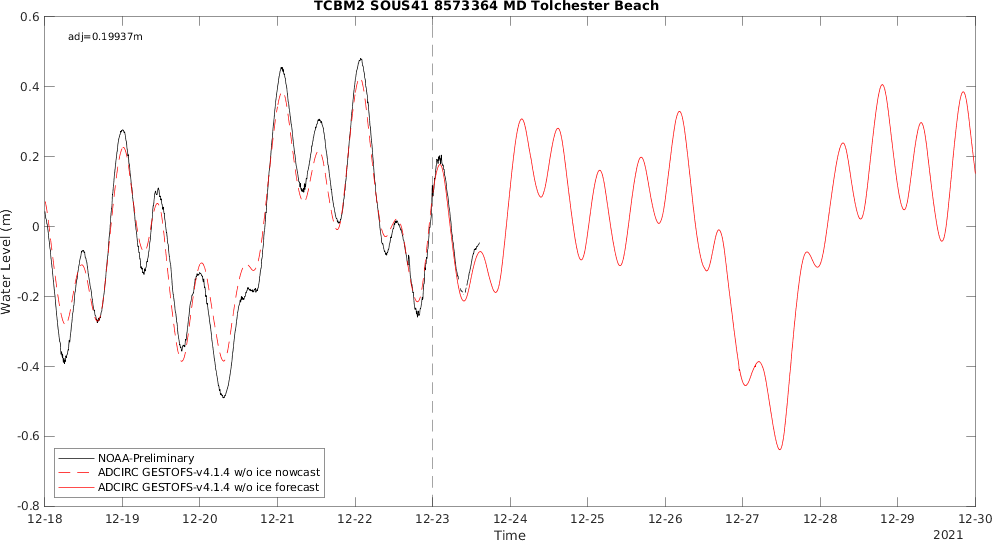 TCBM2 SOUS41 8573364 MD Tolchester Beach
adj=0.19937m
0.6
0.4
0.2
0
-0.2
-0.4
-0.6
-0.8
Water Level (m)
NOAA-Preliminary
ADCIRC GESTOFS-v4.1.4 w/o ice nowcast
ADCIRC GESTOFS-v4.1.4 w/o ice forecast
12-18 12-19 12-20 12-21 12-22 12-23 12-24 12-25 12-26 12-27 12-28 12-29 12-30
Time
2021